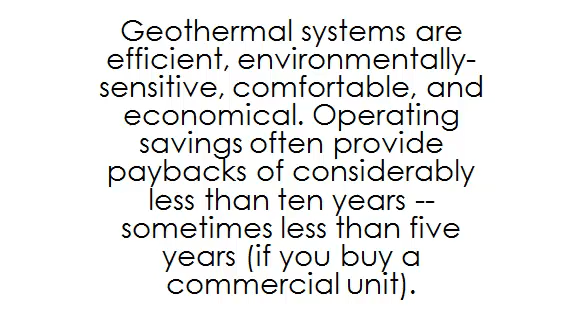 Geothermal systems are
efficient, environmentally-
sensitive, comfortable, and
economical. Operating
savings often provide
paybacks of considerably
less than ten years --
sometimes less than five
years (if you buy a
commercial unit).